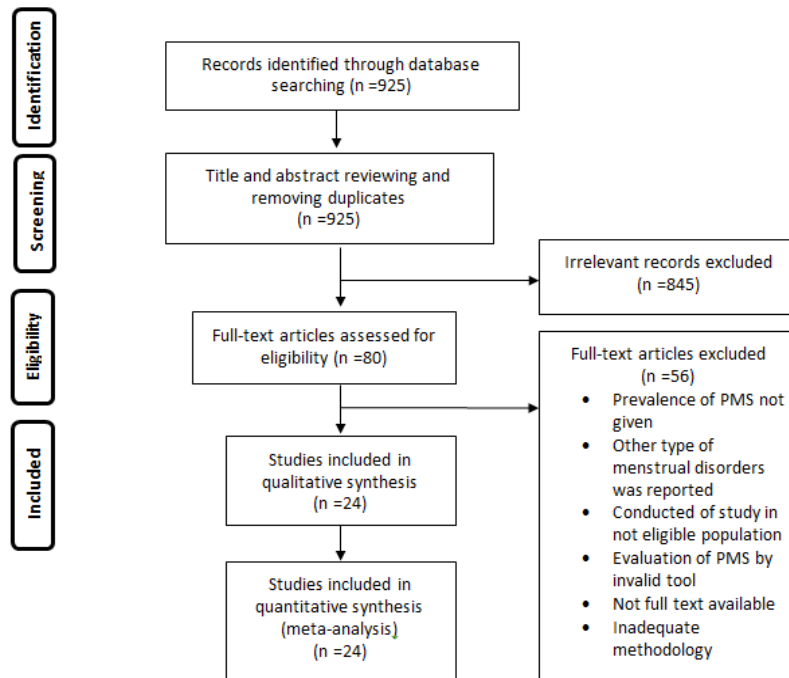 Identification
Records identified through database
searching (n =925)
Screening
Title and abstract reviewing and
removing duplicates
(n =925)
Irrelevant records excluded
(n =845)
Eligibility
Full-text articles assessed for
eligibility (n =80)
Full-text articles excluded
(n =56)
• Prevalence of PMS not
given
• Other type of
menstrual disorders
was reported
• Conducted of study in
not eligible population
• Evaluation of PMS by
invalid tool
• Not full text available
• Inadequate
methodology
Included
Studies included in
qualitative synthesis
(n =24)
Studies included in
quantitative synthesis
(meta-analysis)
(n =24)